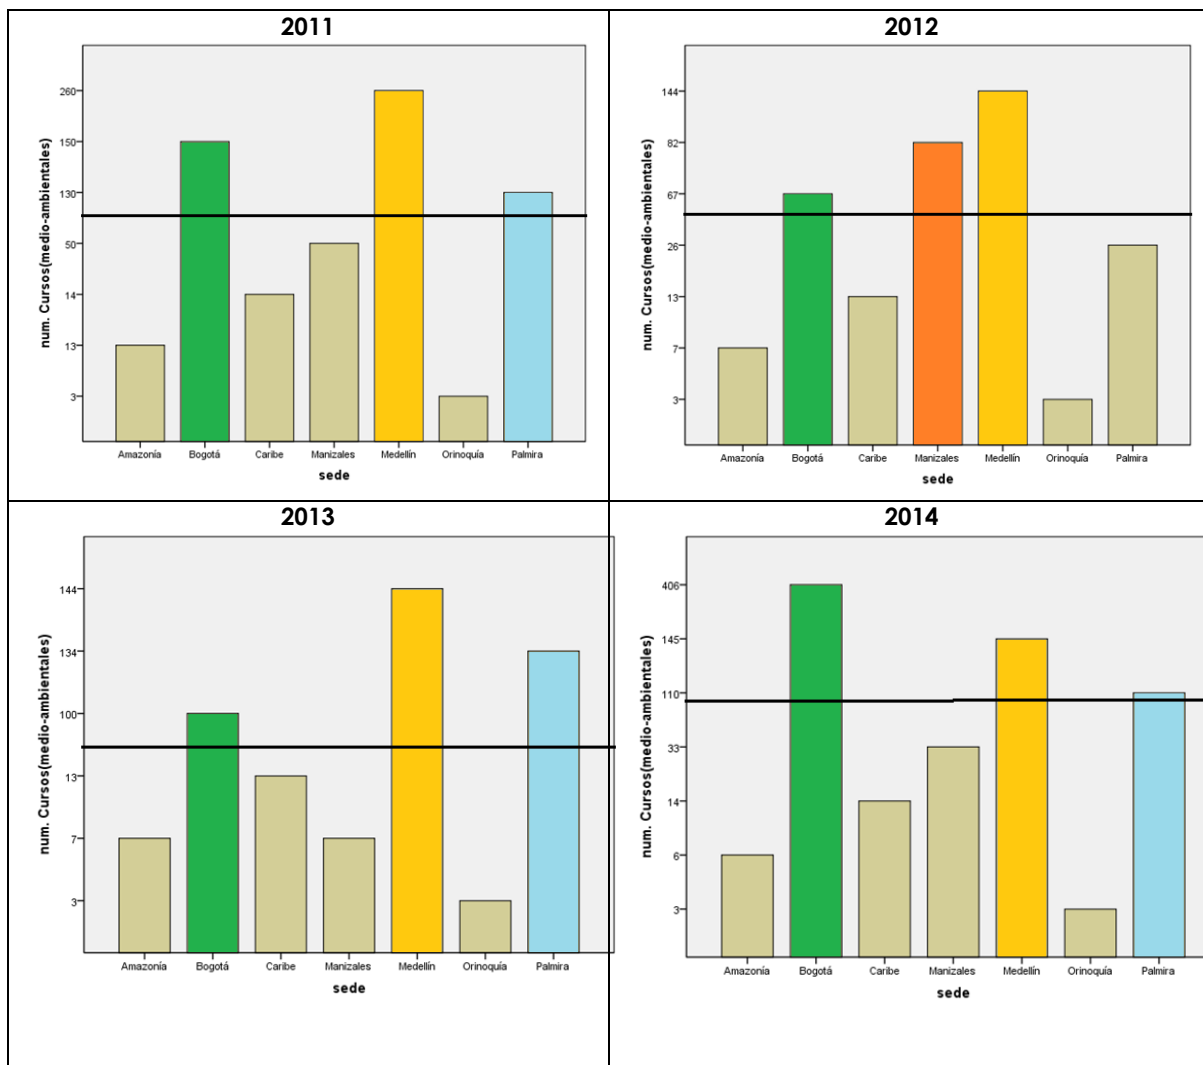 2011
num. Cursos(medio-ambientales)
260
150
130
50
14
13
3
Amazonía Bogotá Caribe Manizales Medellín Orinoquía Palmira
sede
2012
num. Cursos(medio-ambientales)
144
82
67
26
13
7
3
Amazonía Bogotá Caribe Manizales Medellín Orinoquía Palmira
sede
2013
num. Cursos(medio-ambientales)
144
134
100
13
7
3
Amazonía Bogotá Caribe Manizales Medellín Orinoquía Palmira
sede
2014
num. Cursos(medio-ambientales)
406
145
110
33
14
6
3
Amazonía Bogotá Caribe Manizales Medellín Orinoquía Palmira
sede